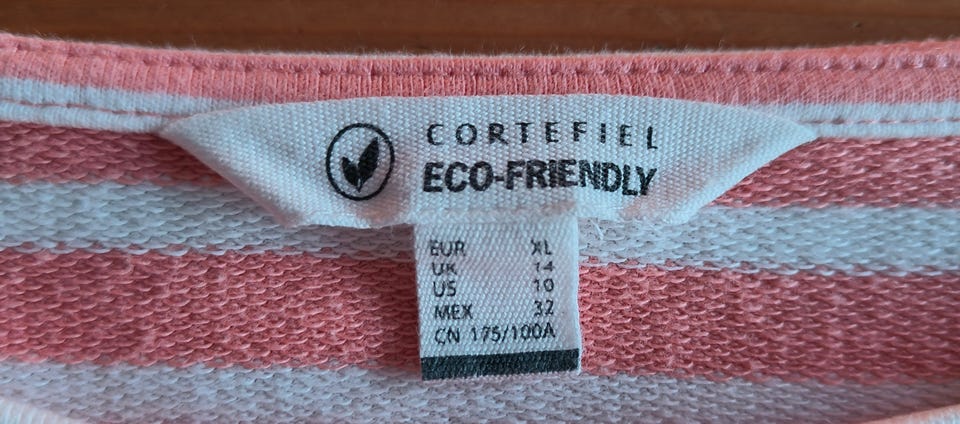 CORTEFIEL
ECO-FRIENDLY
EUR XL
UK 14
US 10
MEX 32
CN 175/100A